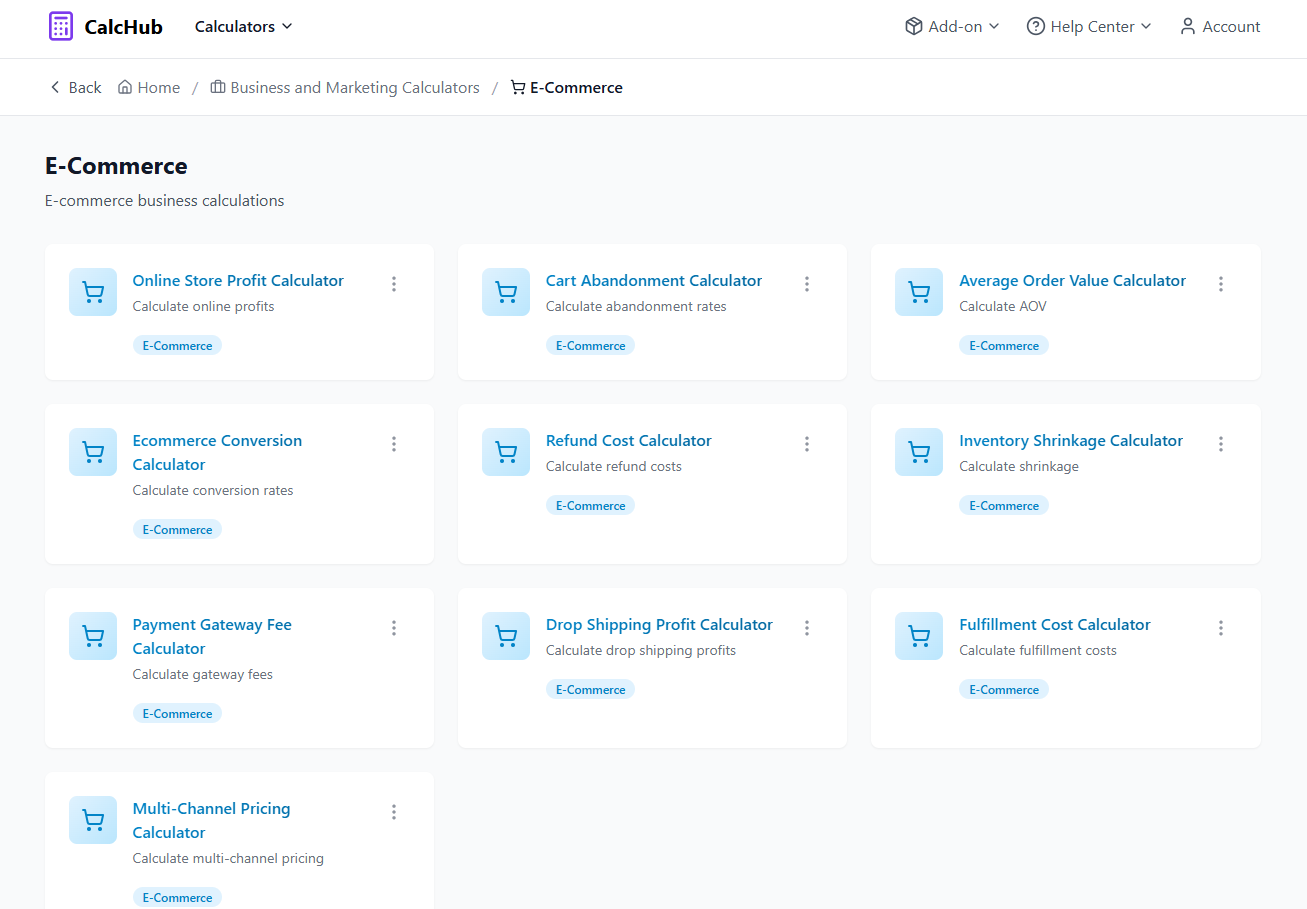 CalcHub Calculators Add-on Help Center Account
Back Home / Business and Marketing Calculators / E-Commerce
E-Commerce
E-commerce business calculations
Online Store Profit Calculator
Calculate online profits
E-Commerce
Cart Abandonment Calculator
Calculate abandonment rates
E-Commerce
Average Order Value Calculator
Calculate AOV
E-Commerce
Ecommerce Conversion
Calculator
Calculate conversion rates
E-Commerce
Refund Cost Calculator
Calculate refund costs
E-Commerce
Inventory Shrinkage Calculator
Calculate shrinkage
E-Commerce
Payment Gateway Fee
Calculator
Calculate gateway fees
E-Commerce
Drop Shipping Profit Calculator
Calculate drop shipping profits
E-Commerce
Fulfillment Cost Calculator
Calculate fulfillment costs
E-Commerce
Multi-Channel Pricing
Calculator
Calculate multi-channel pricing
E-Commerce